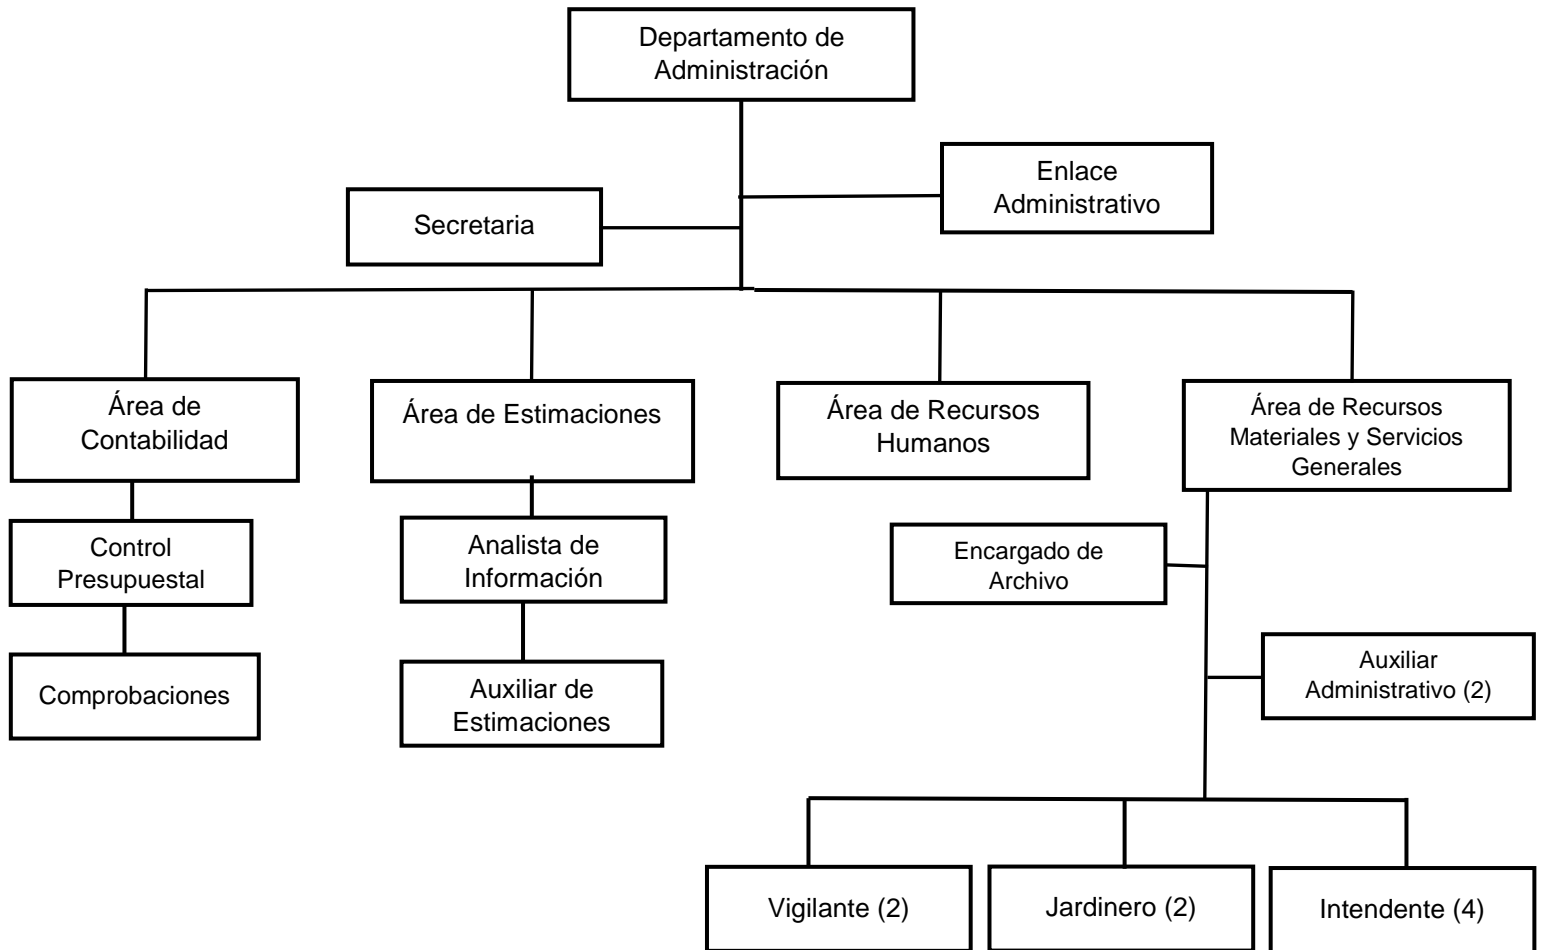 Departamento de
Administración
Enlace
Administrativo
Secretaria
Área de
Contabilidad
Área de Estimaciones
Área de Recursos
Humanos
Área de Recursos
Materiales y Servicios
Generales
Control
Presupuestal
Analista de
Información
Encargado de
Archivo
Comprobaciones
Auxiliar de
Estimaciones
Auxiliar
Administrativo (2)
Vigilante (2)
Jardinero (2)
Intendente (4)